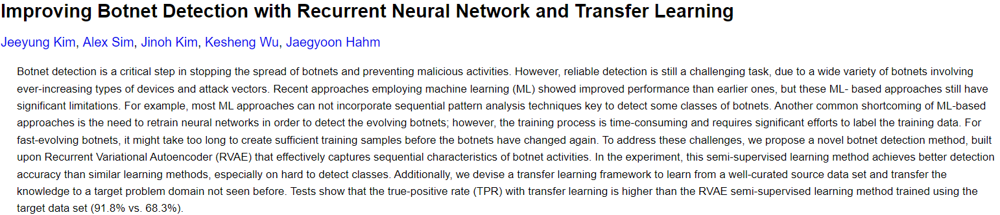 Improving Botnet Detection with Recurrent Neural Network and Transfer Learning
Jeeyung Kim, Alex Sim, Jinoh Kim, Kesheng Wu, Jaegyoon Hahm
Botnet detection is a critical step in stopping the spread of botnets and preventing malicious activities. However, reliable detection is still a challenging task, due to a wide variety of botnets involving
ever-increasing types of devices and attack vectors. Recent approaches employing machine learning (ML) showed improved performance than earlier ones, but these ML- based approaches still have
significant limitations. For example, most ML approaches can not incorporate sequential pattern analysis techniques key to detect some classes of botnets. Another common shortcoming of ML-based
approaches is the need to retrain neural networks in order to detect the evolving botnets; however, the training process is time-consuming and requires significant efforts to label the training data. For
fast-evolving botnets, it might take too long to create sufficient training samples before the botnets have changed again. To address these challenges, we propose a novel botnet detection method, built
upon Recurrent Variational Autoencoder (RVAE) that effectively captures sequential characteristics of botnet activities. In the experiment, this semi-supervised learning method achieves better detection
accuracy than similar learning methods, especially on hard to detect classes. Additionally, we devise a transfer learning framework to learn from a well-curated source data set and transfer the
knowledge to a target problem domain not seen before. Tests show that the true-positive rate (TPR) with transfer learning is higher than the RVAE semi-supervised learning method trained using the
target data set (91.8% vs. 68.3%).